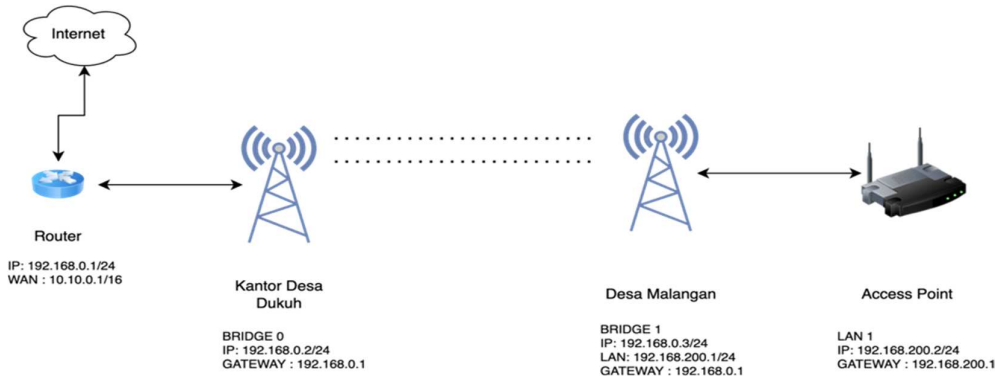 Internet
Router
IP: 192.168.0.1/24
WAN : 10.10.0.1/16
Kantor Desa
Dukuh
BRIDGE 0
IP: 192.168.0.2/24
GATEWAY : 192.168.0.1
Desa Malangan
BRIDGE 1
IP: 192.168.0.3/24
LAN: 192.168.200.1/24
GATEWAY : 192.168.0.1
Access Point
LAN 1
IP: 192.168.200.2/24
GATEWAY : 192.168.200.1